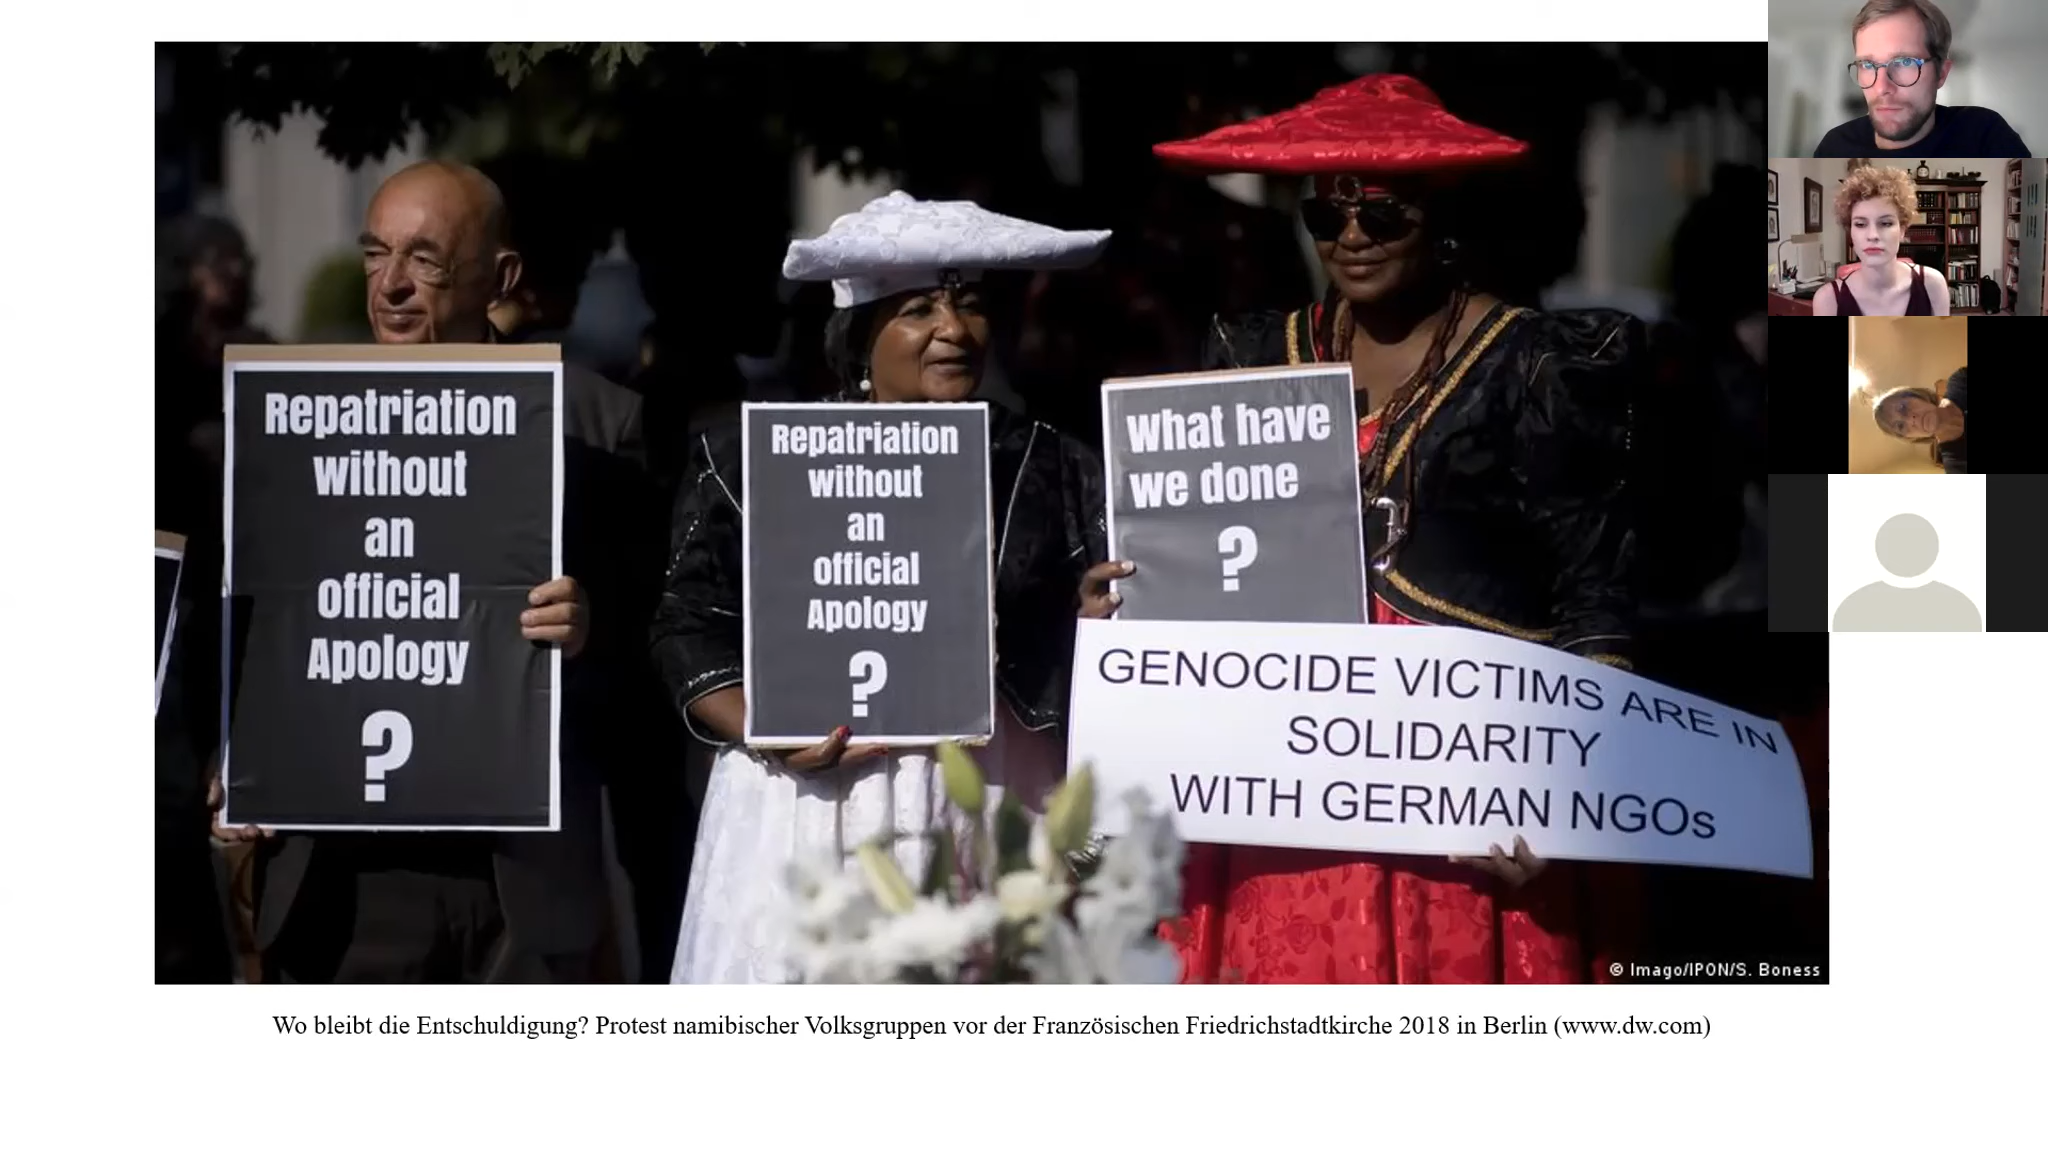 Repatriation
without
an
official
Apology
?
Repatriation
without
an
official
Apology
?
What have
we done
?
GENOCIDE VICTIMS ARE IN
SOLIDARITY
WITH GERMAN NGOs
© Imago/IPON/S. Boness
Wo bleibt die Entschuldigung? Protest namibischer Volksgruppen vor der Französischen Friedrichstadtkirche 2018 in Berlin (www.dw.com)